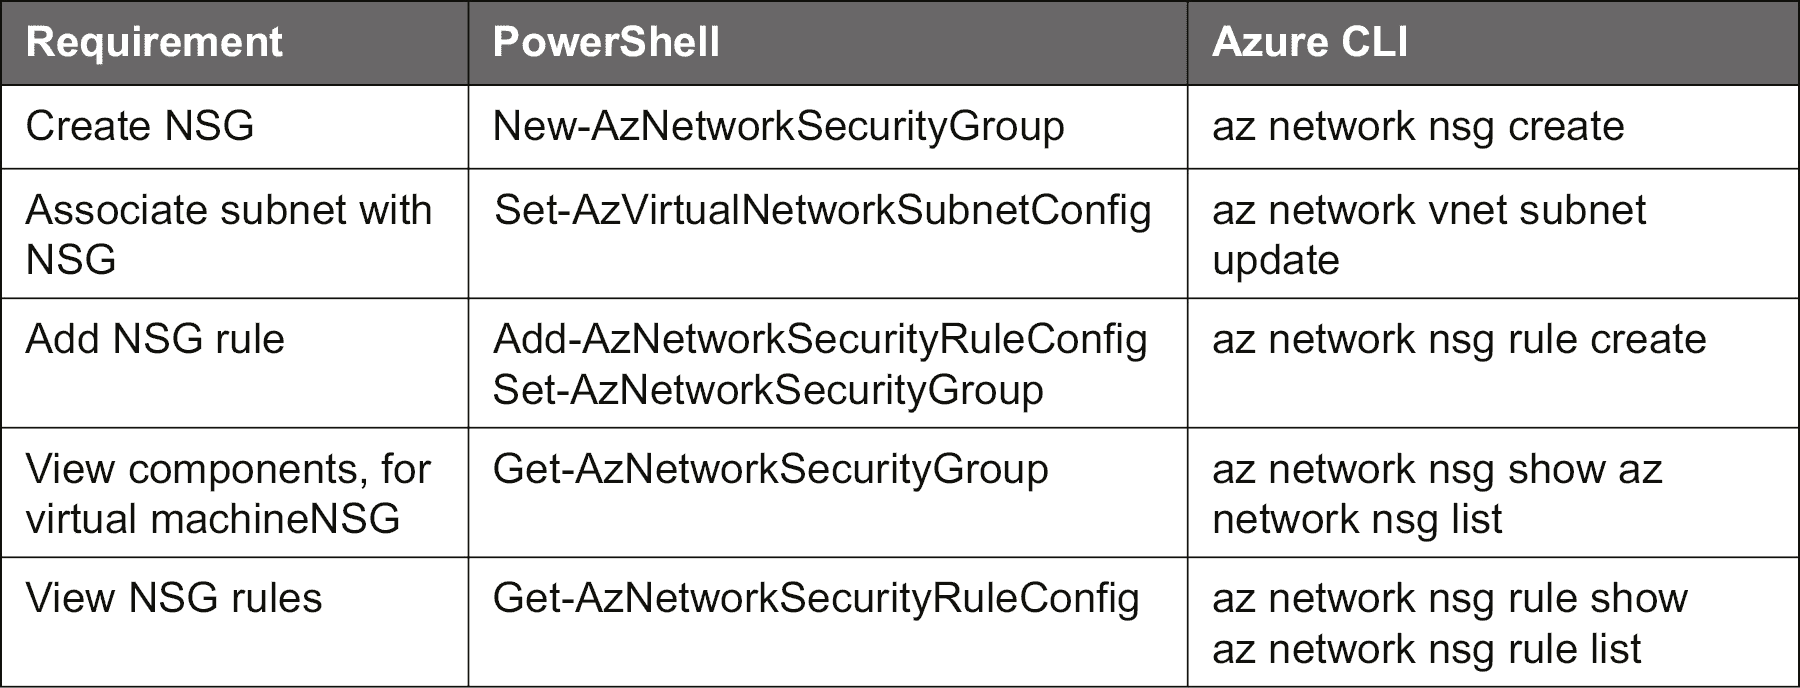 Requirement
PowerShell
Azure CLI
Create NSG
New-AzNetworkSecurityGroup
az network nsg create
Associate subnet with
NSG
Set-AzVirtualNetworkSubnetConfig
az network vnet subnet
update
Add NSG rule
Add-AzNetworkSecurityRuleConfig
Set-AzNetworkSecurityGroup
az network nsg rule create
View components, for
virtual machineNSG
Get-AzNetworkSecurityGroup
az network nsg show az
network nsg list
View NSG rules
Get-AzNetworkSecurityRuleConfig
az network nsg rule show
az network nsg rule list